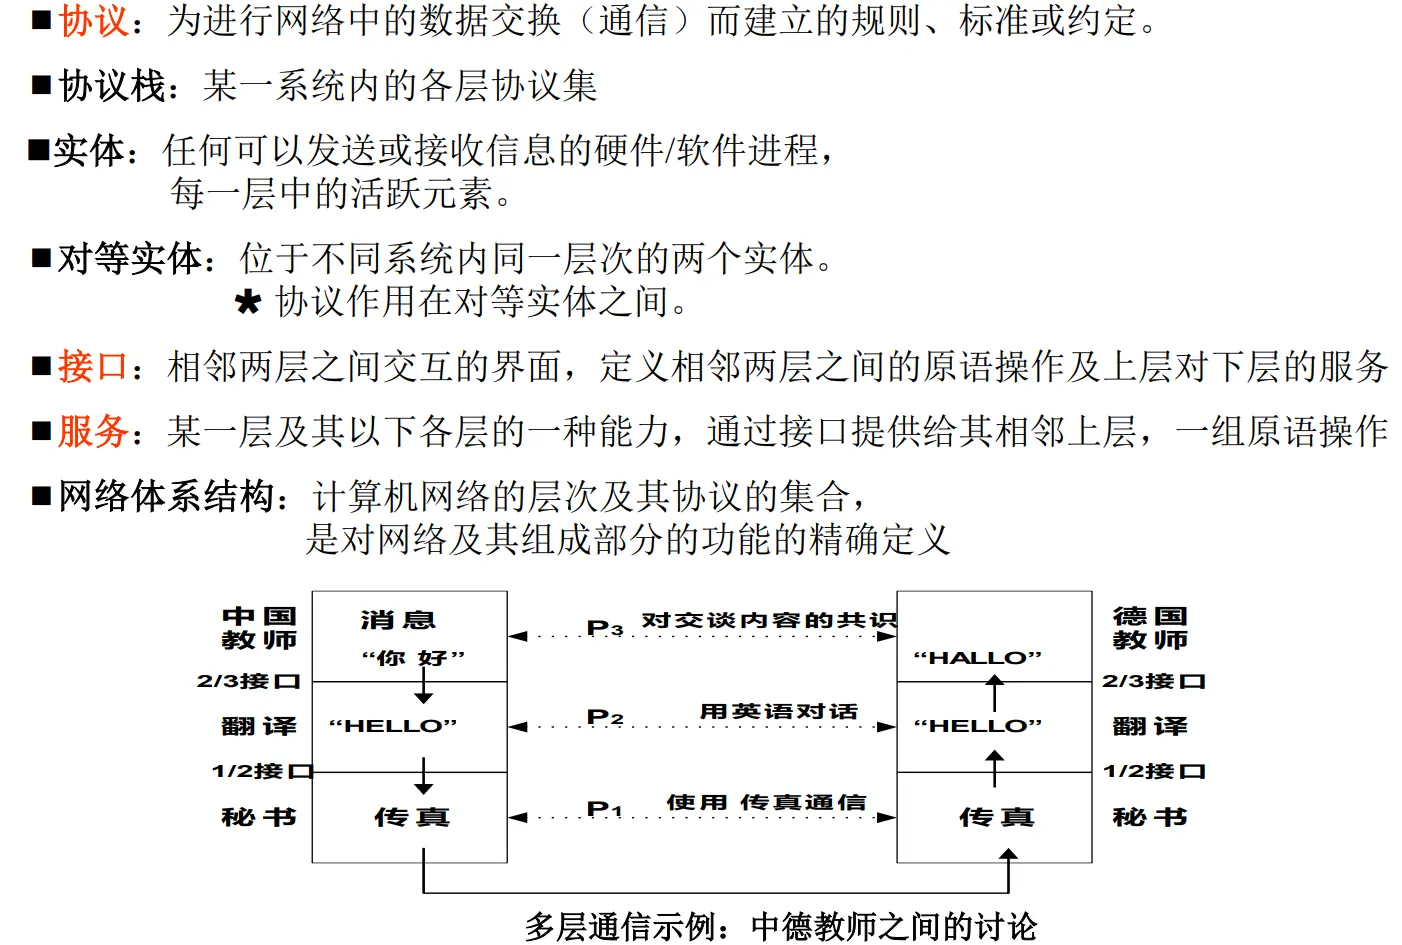 ■协议：为进行网络中的数据交换（通信）而建立的规则、标准或约定。
■协议栈：某一系统内的各层协议集
■实体：任何可以发送或接收信息的硬件/软件进程，
每一层中的活跃元素。
■对等实体：位于不同系统内同一层次的两个实体。
* 协议作用在对等实体之间。
■接口：相邻两层之间交互的界面，定义相邻两层之间的原语操作及上层对下层的服务
■服务：某一层及其以下各层的一种能力，通过接口提供给其相邻上层，一组原语操作
■网络体系结构：计算机网络的层次及其协议的集合，
是对网络及其组成部分的功能的精确定义
中国
教师
消息
“你 好”
P3 对交谈内容的共识
“HALLO”
德国
教师
2/3接口
2/3接口
翻译
“HELLO”
P2 用英语对话
“HELLO”
翻译
1/2接口
1/2接口
秘书
传真
P1 使用 传真通信
传真
秘书
多层通信示例：中德教师之间的讨论